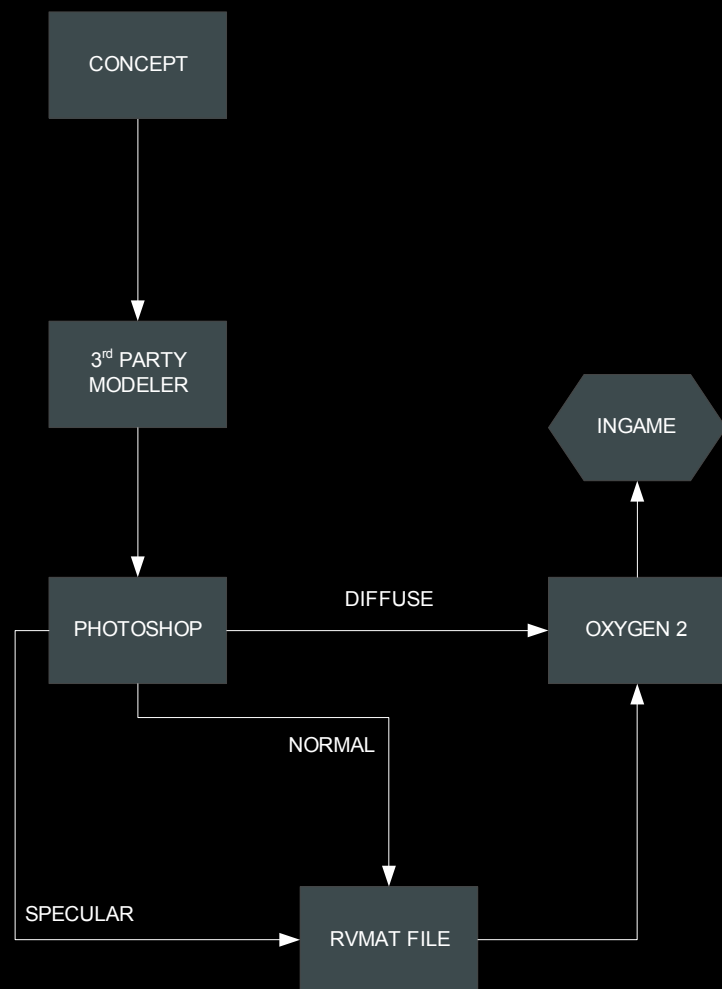 CONCEPT
3rd PARTY
MODELER
INGAME
DIFFUSE
PHOTOSHOP
OXYGEN 2
NORMAL
SPECULAR
RVMAT FILE